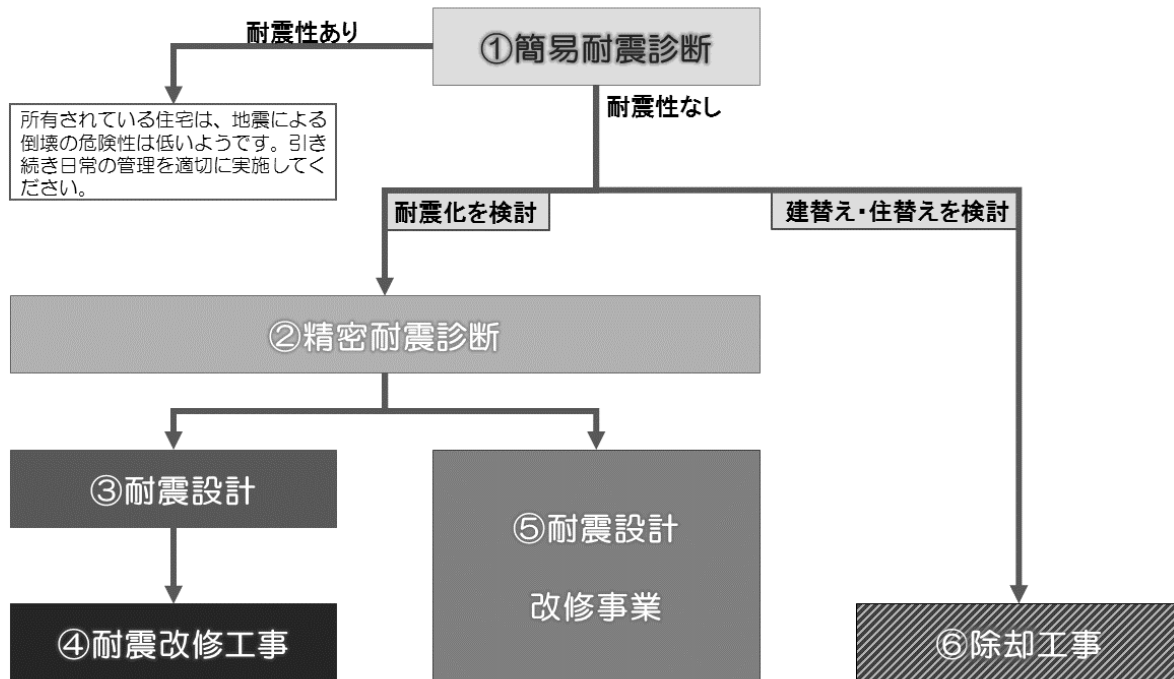 耐震性あり
①簡易耐震診断
耐震性なし
所有されている住宅は、地震による
倒壊の危険性は低いようです。引き
続き日常の管理を適切に実施してく
ださい。
耐震化を検討
建替え・住替えを検討
②精密耐震診断
③耐震設計
⑤耐震設計
改修事業
④耐震改修工事
⑥除却工事